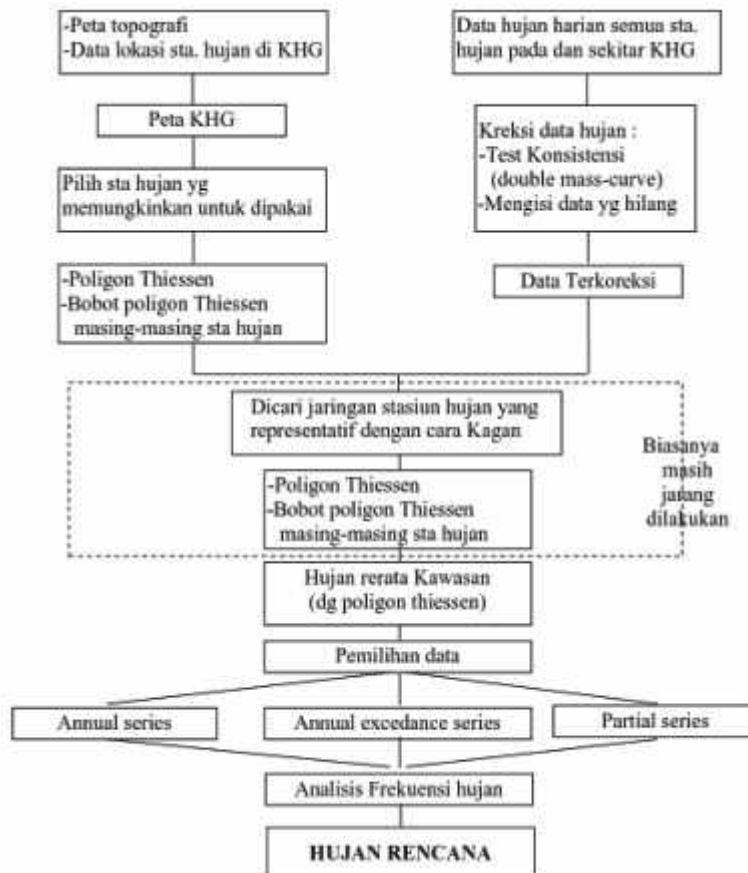 -Peta topografi
-Data lokasi sta. hujan di KHG
Data hujan harian semua sta.
hujan pada dan sekitar KHG
Peta KHG
Kreksi data hujan :
-Test Konsistensi
(double mass-curve)
-Mengisi data yg hilang
Pilih sta hujan yg
memungkinkan untuk dipakai
-Poligon Thiessen
-Bobot poligon Thiessen
masing-masing sta hujan
Data Terkoreksi
Dicari jaringan stasiun hujan yang
representatif dengan cara Kagan
Biasanya
masih
jarang
dilakukan
-Poligon Thiessen
-Bobot poligon Thiessen
masing-masing sta hujan
Hujan rerata Kawasan
(dg poligon thiessen)
Pemilihan data
Annual series
Annual excedance series
Partial series
Analisis Frekuensi hujan
HUJAN RENCANA